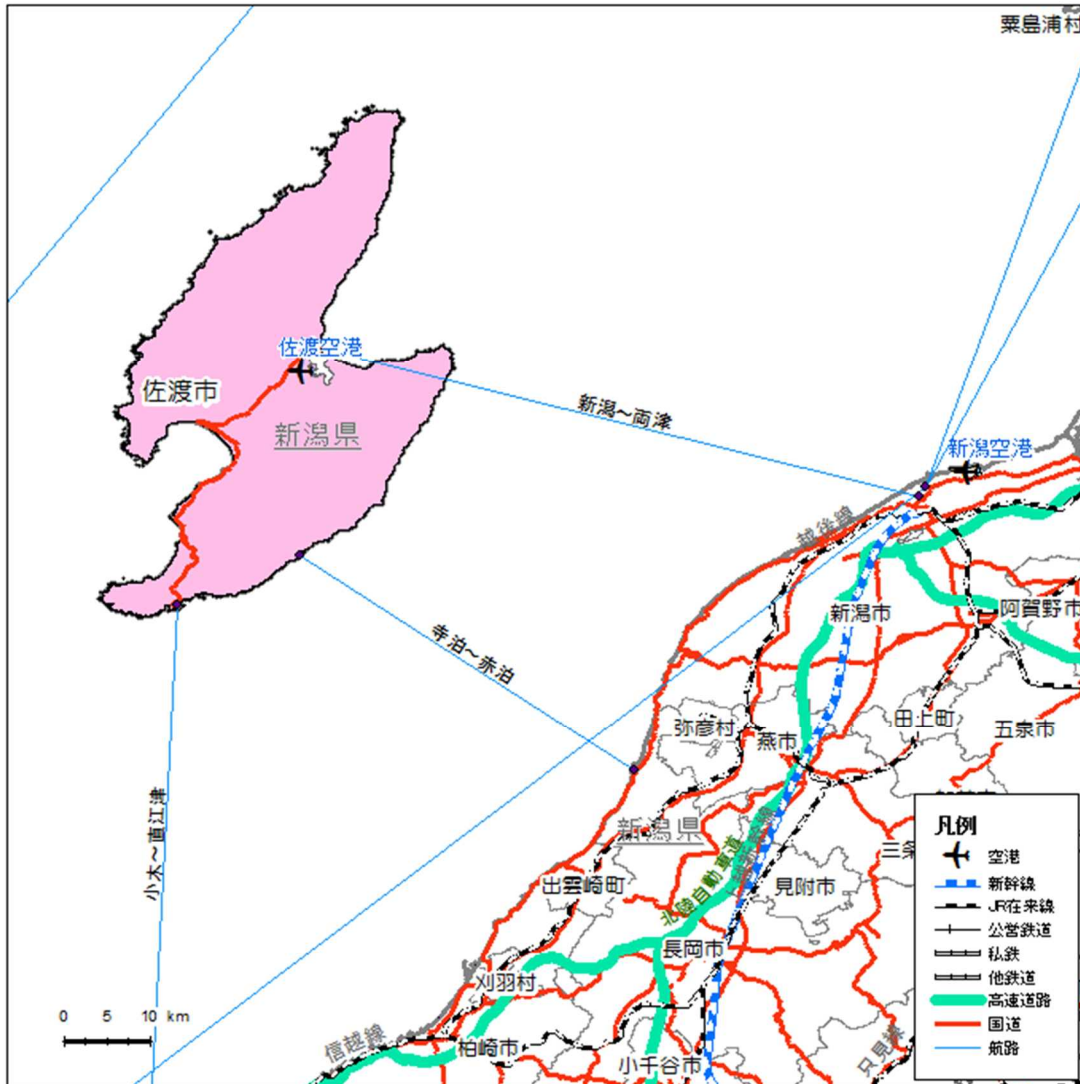 粟島浦村
佐渡空港
佐渡市
新潟県
新潟～両津
新潟空港
越後線
新潟市
阿賀野市
寺泊～赤泊
弥彦村
燕市
田上町
五泉市
小木～直江津
新潟県
北陸自動車道
三条
出雲崎町
見附市
長岡市
刈羽村
信越線
柏崎市
小千谷市
只見線
0 5 10 km
凡例
空港
新幹線
JR在来線
公営鉄道
私鉄
他鉄道
高速道路
国道
航路